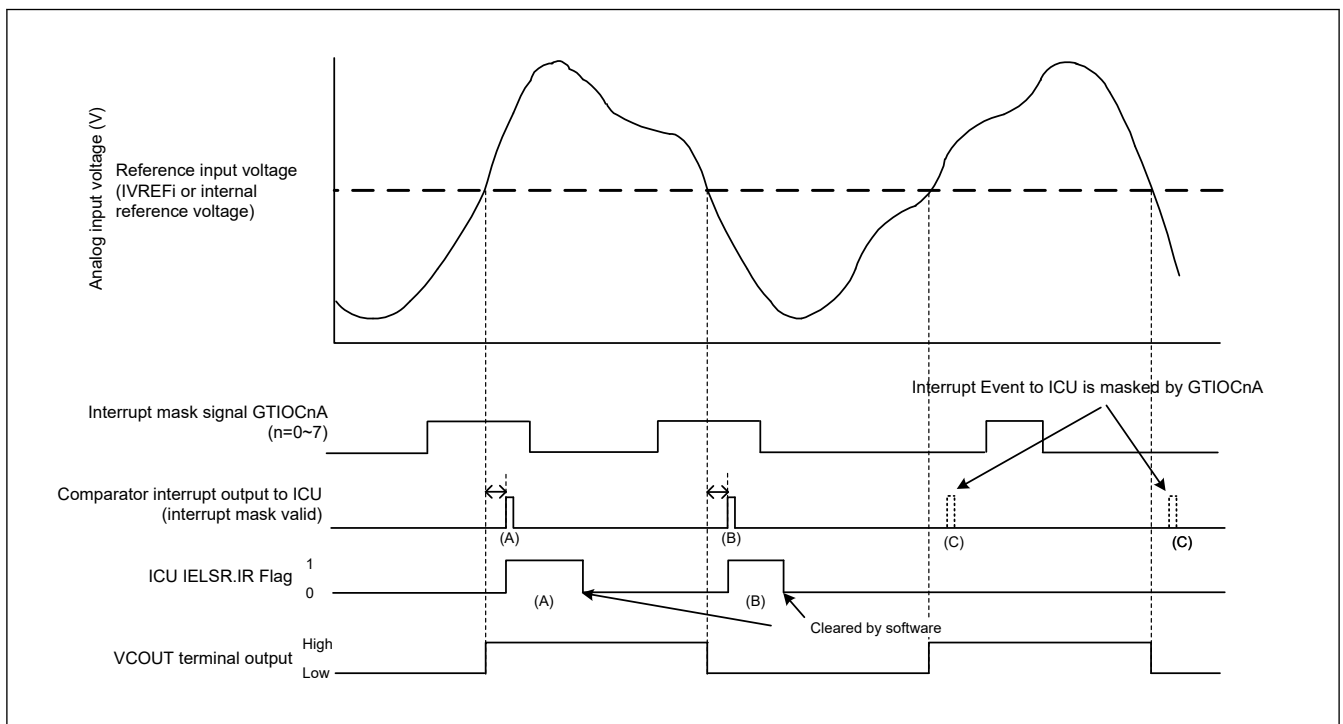 Analog input voltage (V)
Reference input voltage
(IVREFi or internal
reference voltage)
Interrupt Event to ICU is masked by GTIOCnA
Interrupt mask signal GTIOCnA
(n=0~7)
Comparator interrupt output to ICU
(interrupt mask valid)
(A)
(B)
(C)
(C)
ICU IELSR.IR Flag
1
0
(A)
(B)
Cleared by software
VCOUT terminal output
High
Low